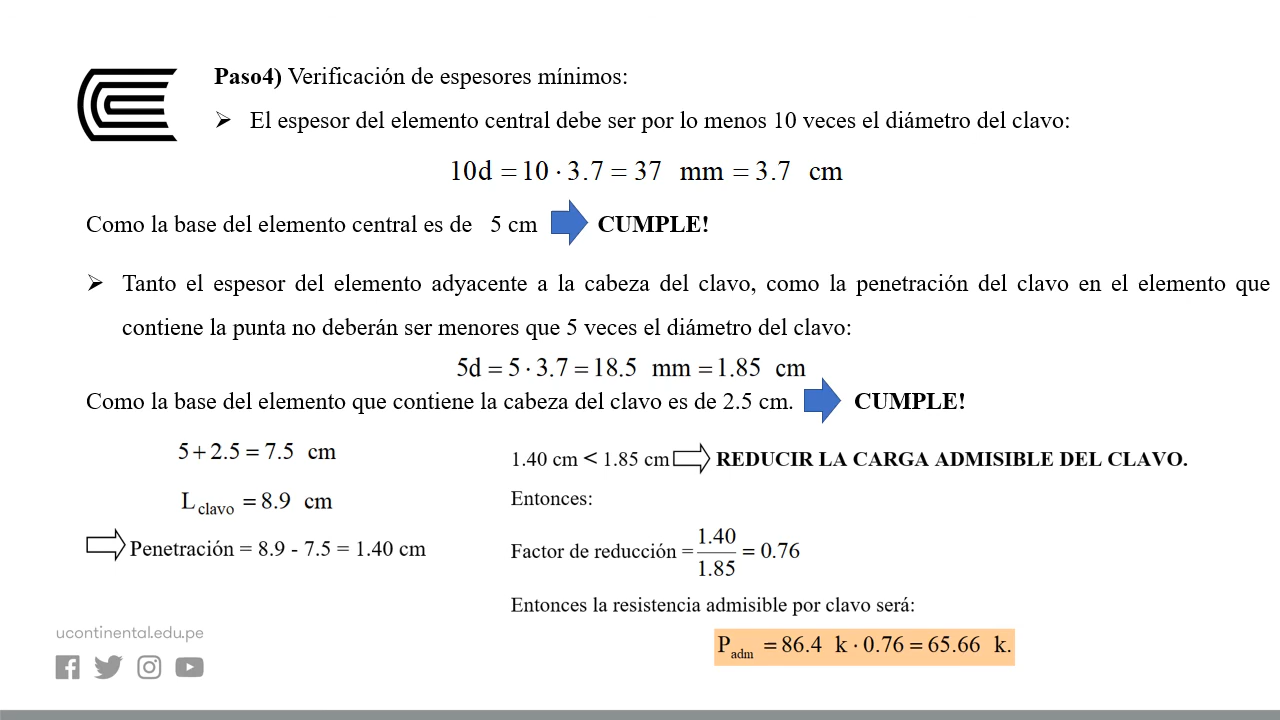 Paso4) Verificación de espesores mínimos:
➢ El espesor del elemento central debe ser por lo menos 10 veces el diámetro del clavo:
10d = 10 · 3.7 = 37 mm = 3.7 cm
Como la base del elemento central es de 5 cm CUMPLE!
➢ Tanto el espesor del elemento adyacente a la cabeza del clavo, como la penetración del clavo en el elemento que
contiene la punta no deberán ser menores que 5 veces el diámetro del clavo:
5d = 5 · 3.7 = 18.5 mm = 1.85 cm
Como la base del elemento que contiene la cabeza del clavo es de 2.5 cm. CUMPLE!
5 + 2.5 = 7.5 cm
L clavo = 8.9 cm
Penetración = 8.9 - 7.5 = 1.40 cm
1.40 cm < 1.85 cm REDUCIR LA CARGA ADMISIBLE DEL CLAVO.
Entonces:
Factor de reducción = 1.40/1.85 = 0.76
Entonces la resistencia admisible por clavo será:
P adm = 86.4 k · 0.76 = 65.66 k.
ucontinental.edu.pe